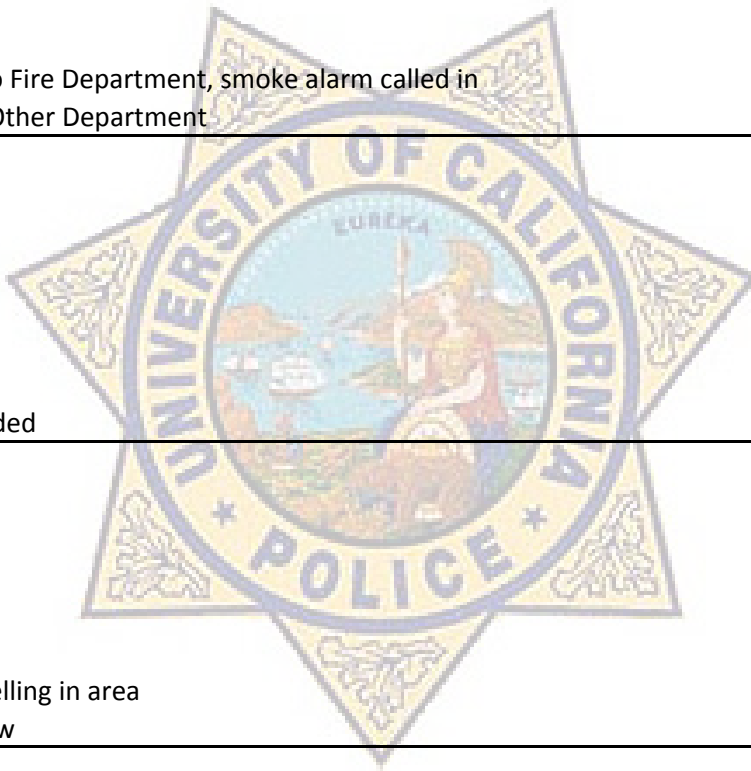 o Fire Department, smoke alarm called in
Other Department
UNIVERSITY OF CALIFORNIA
EUREKA
ded
POLICE
elling in area
w